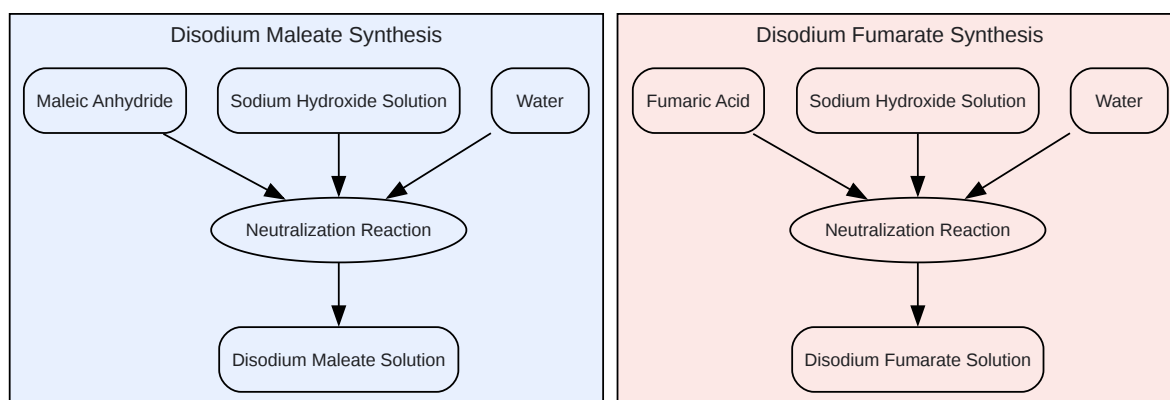 Disodium Maleate Synthesis
Maleic Anhydride
Sodium Hydroxide Solution
Water
Neutralization Reaction
Disodium Maleate Solution
Disodium Fumarate Synthesis
Fumaric Acid
Sodium Hydroxide Solution
Water
Neutralization Reaction
Disodium Fumarate Solution